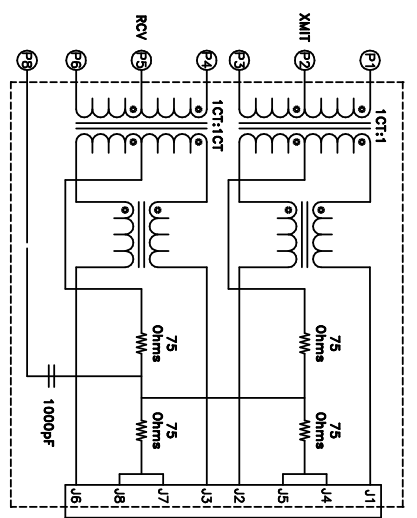 RCV
XMIT
P8
P6
P5
P4
P3
P2
P1
1CT:1CT
1CT:1
75
Ohms
75
Ohms
75
Ohms
75
Ohms
1000pF
J6
J8
J7
J3
J2
J5
J4
J1